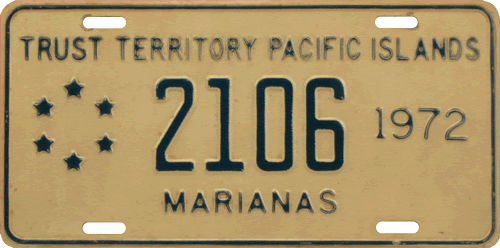 TRUST TERRITORY PACIFIC ISLANDS
2106 1972
MARIANAS